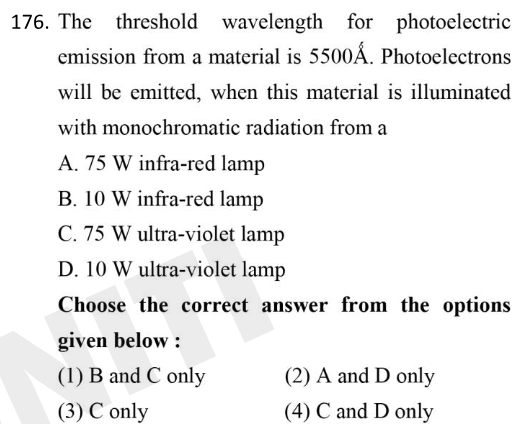 176. The threshold wavelength for photoelectric
emission from a material is 5500Å. Photoelectrons
will be emitted, when this material is illuminated
with monochromatic radiation from a
A. 75 W infra-red lamp
B. 10 W infra-red lamp
C. 75 W ultra-violet lamp
D. 10 W ultra-violet lamp
Choose the correct answer from the options
given below :
(1) B and C only (2) A and D only
(3) C only (4) C and D only
NITI